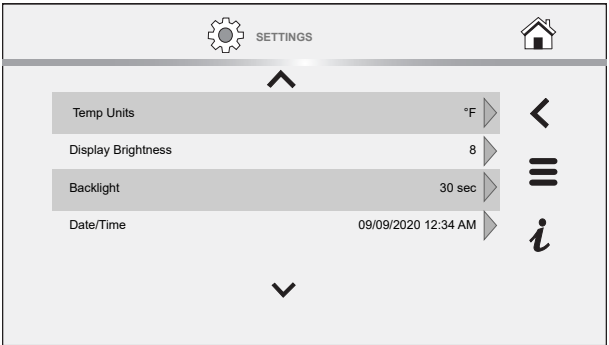 SETTINGS
Temp Units °F
Display Brightness 8
Backlight 30 sec
Date/Time 09/09/2020 12:34 AM
i